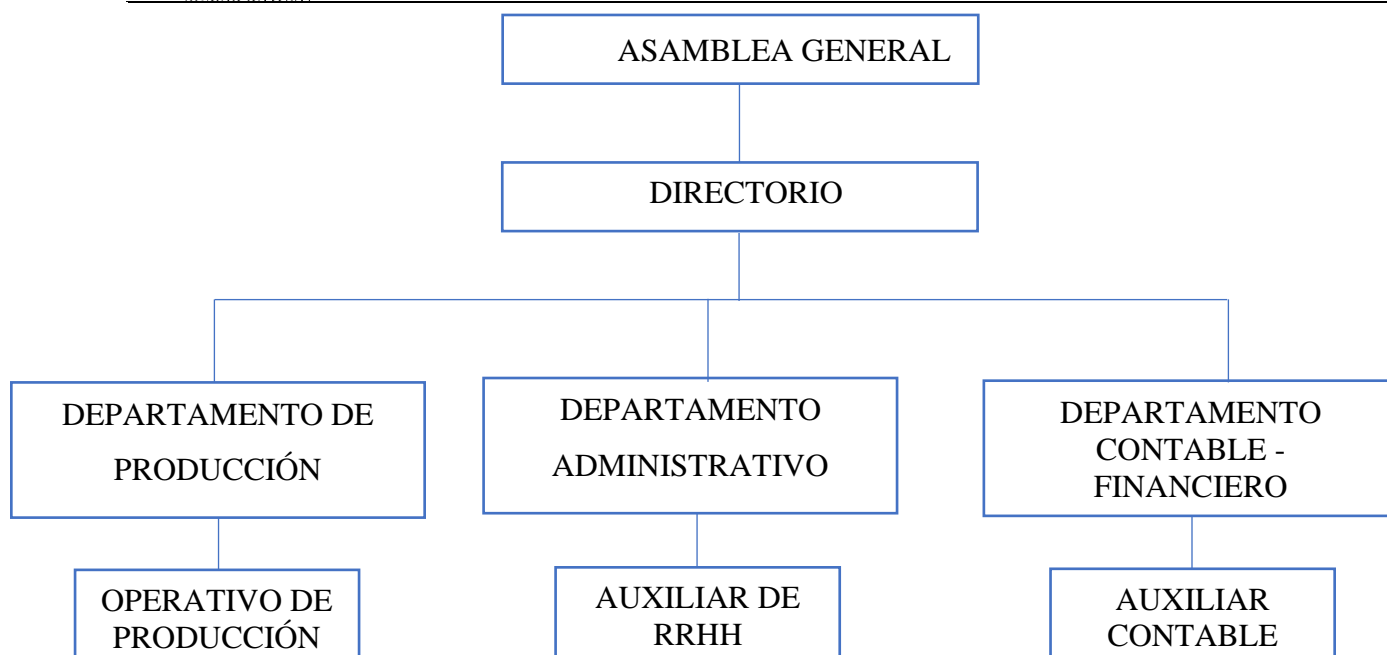 ASAMBLEA GENERAL
DIRECTORIO
DEPARTAMENTO DE
PRODUCCIÓN
DEPARTAMENTO
ADMINISTRATIVO
DEPARTAMENTO
CONTABLE -
FINANCIERO
OPERATIVO DE
PRODUCCIÓN
AUXILIAR DE
RRHH
AUXILIAR
CONTABLE